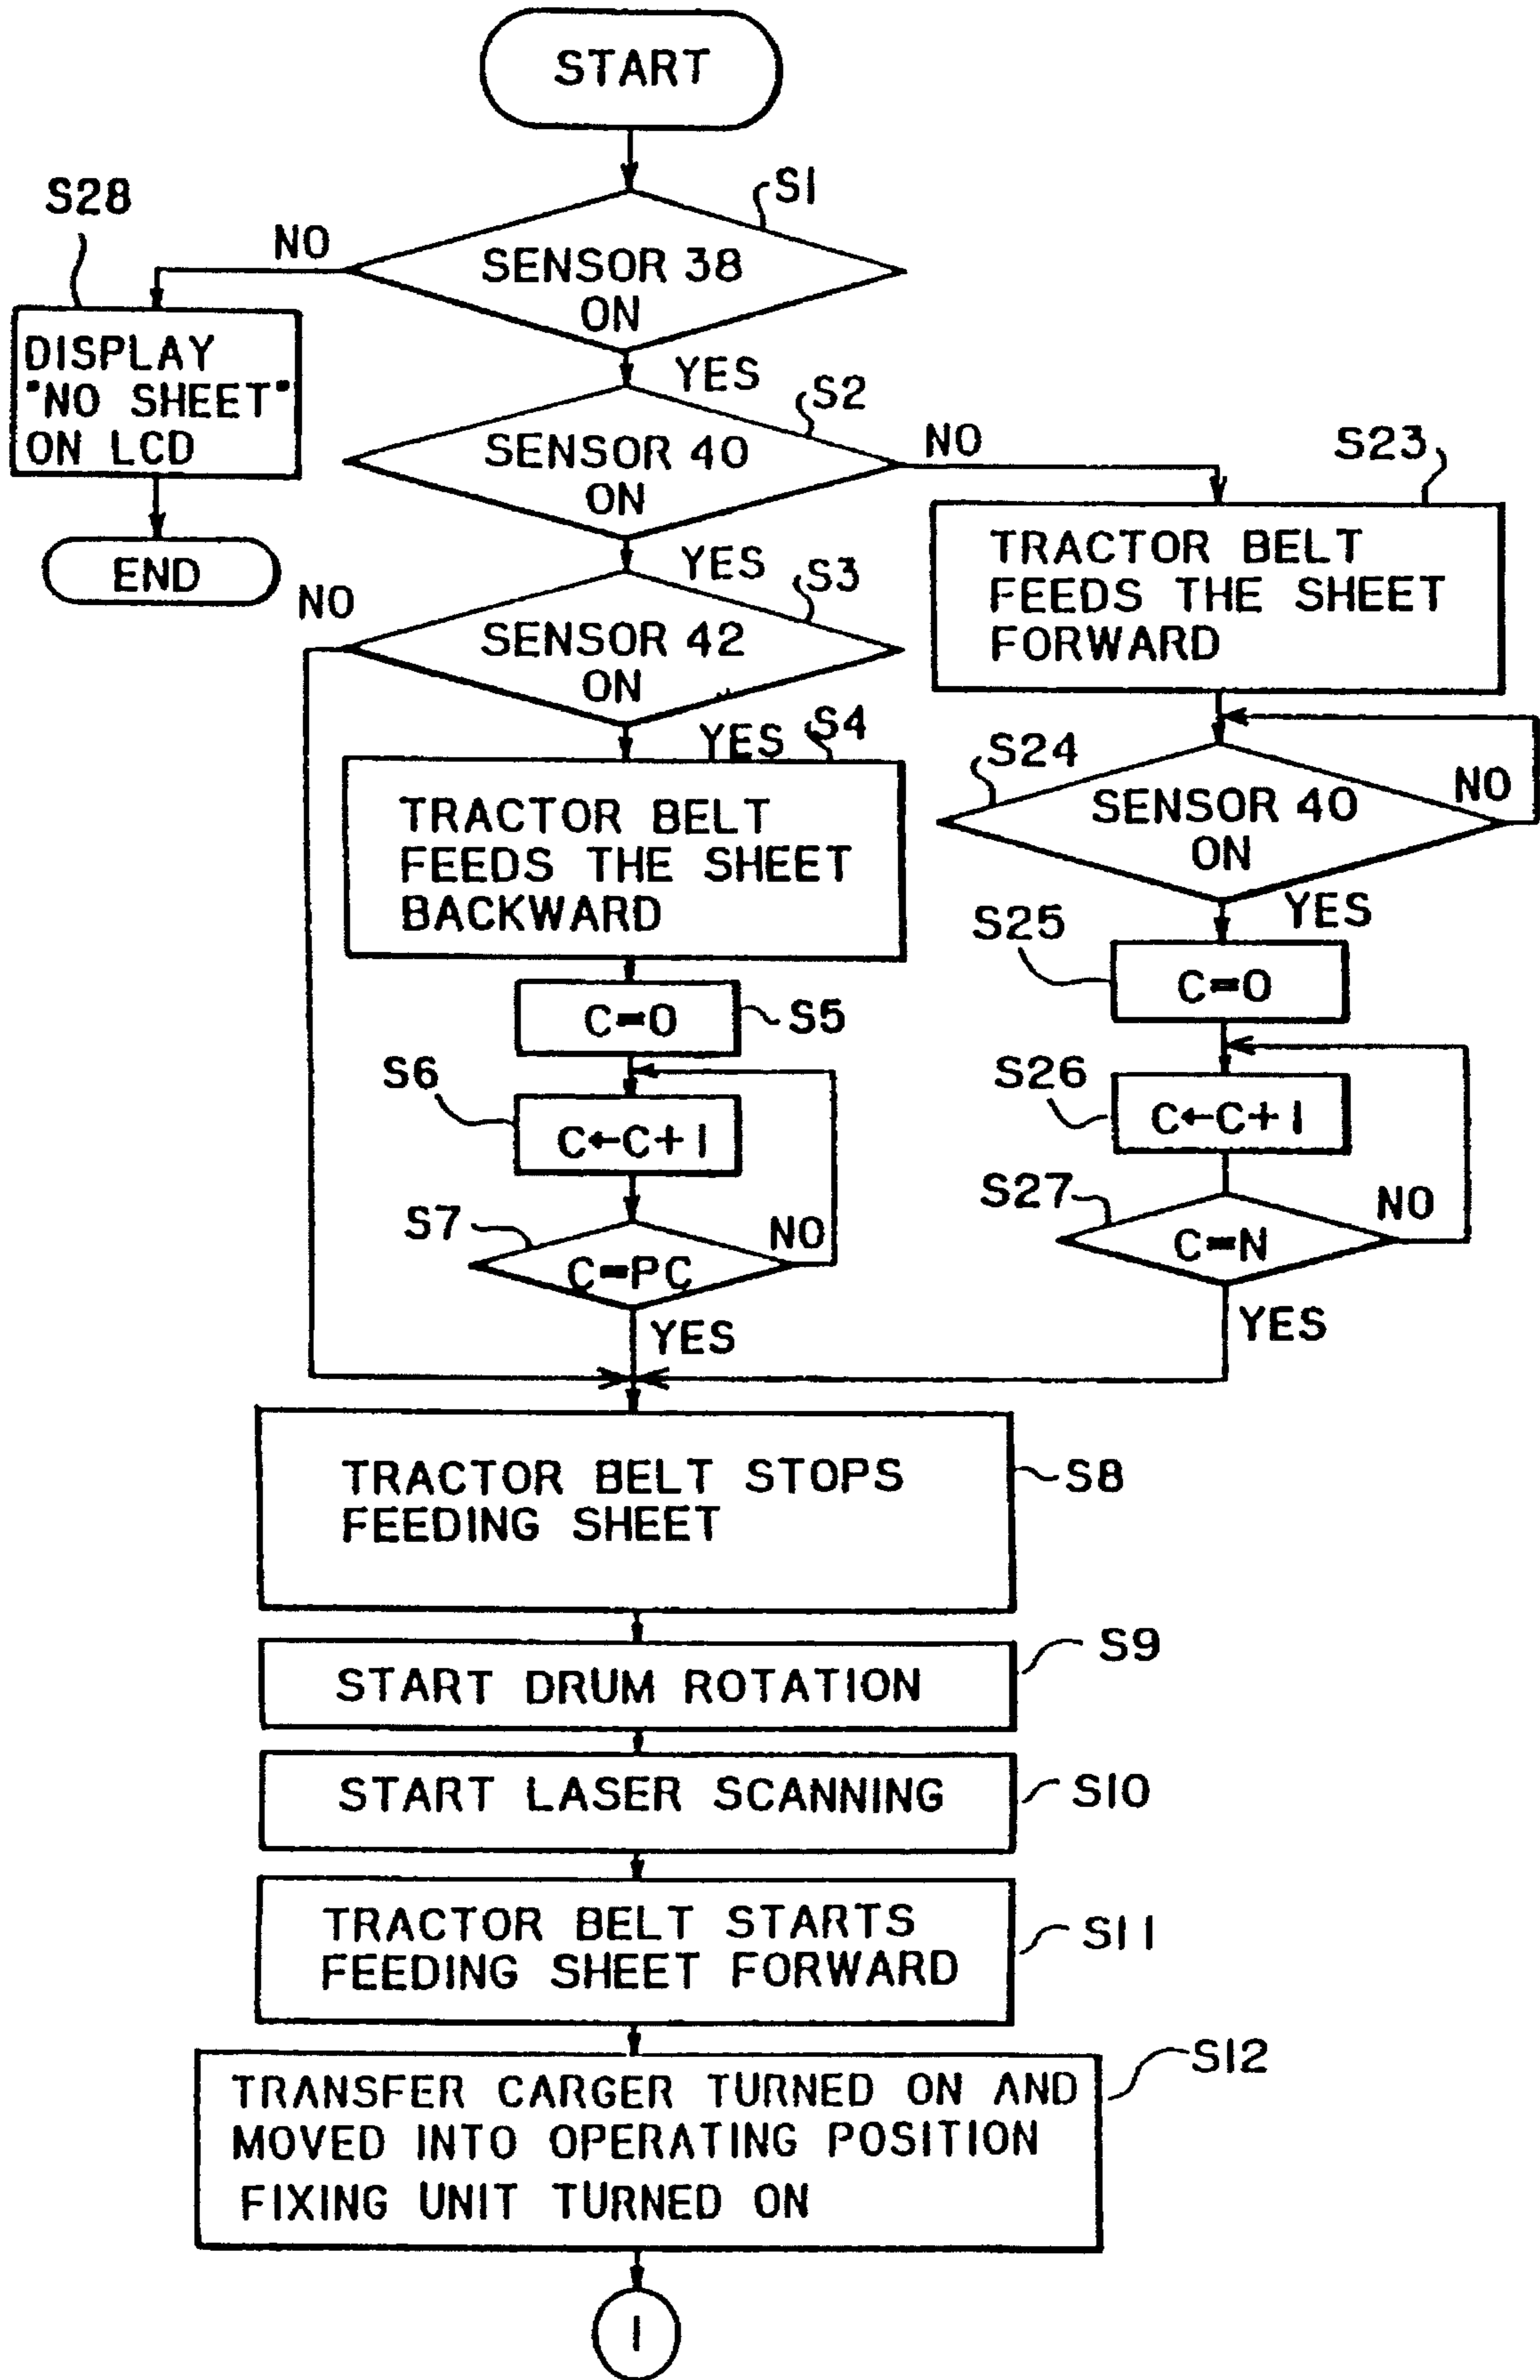 START
S1
SENSOR 38
ON
NO
S28
DISPLAY
"NO SHEET"
ON LCD
END
YES
S2
SENSOR 40
ON
NO
S23
TRACTOR BELT
FEEDS THE SHEET
FORWARD
YES
S3
NO
SENSOR 42
ON
YES
S4
TRACTOR BELT
FEEDS THE SHEET
BACKWARD
S24
SENSOR 40
ON
NO
YES
S25
C=0
C=0
S5
S6
C←C+1
S26
C←C+1
S7
C=PC
NO
YES
S27
C=N
NO
YES
TRACTOR BELT STOPS
FEEDING SHEET
S8
START DRUM ROTATION
S9
START LASER SCANNING
S10
TRACTOR BELT STARTS
FEEDING SHEET FORWARD
S11
TRANSFER CARGER TURNED ON AND
MOVED INTO OPERATING POSITION
FIXING UNIT TURNED ON
S12
1